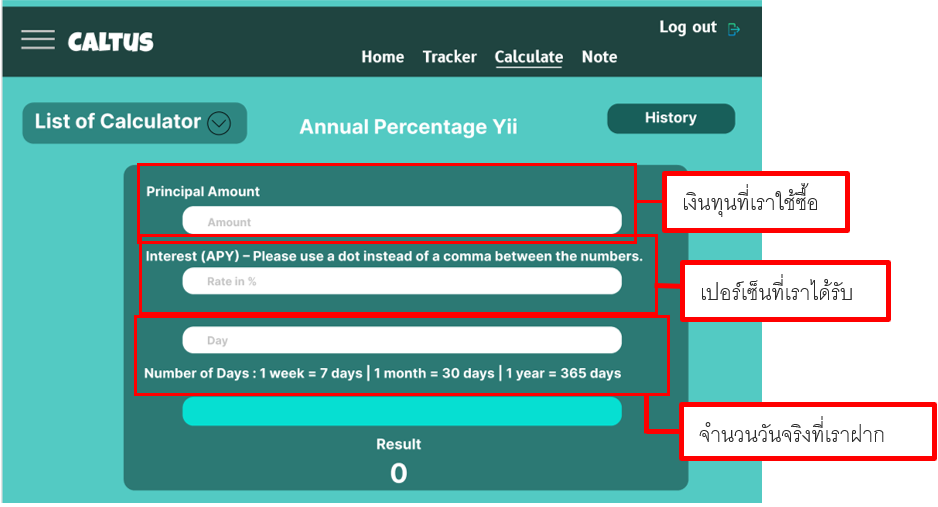 Log out
CALTUS
Home Tracker Calculate Note
List of Calculator
Annual Percentage Yii
History
Principal Amount
Amount
เงินทุนที่เราใช้ซื้อ
Interest (APY) – Please use a dot instead of a comma between the numbers.
Rate in %
เปอร์เซ็นที่เราได้รับ
Day
Number of Days : 1 week = 7 days | 1 month = 30 days | 1 year = 365 days
จำนวนวันจริงที่เราฝาก
Result
0